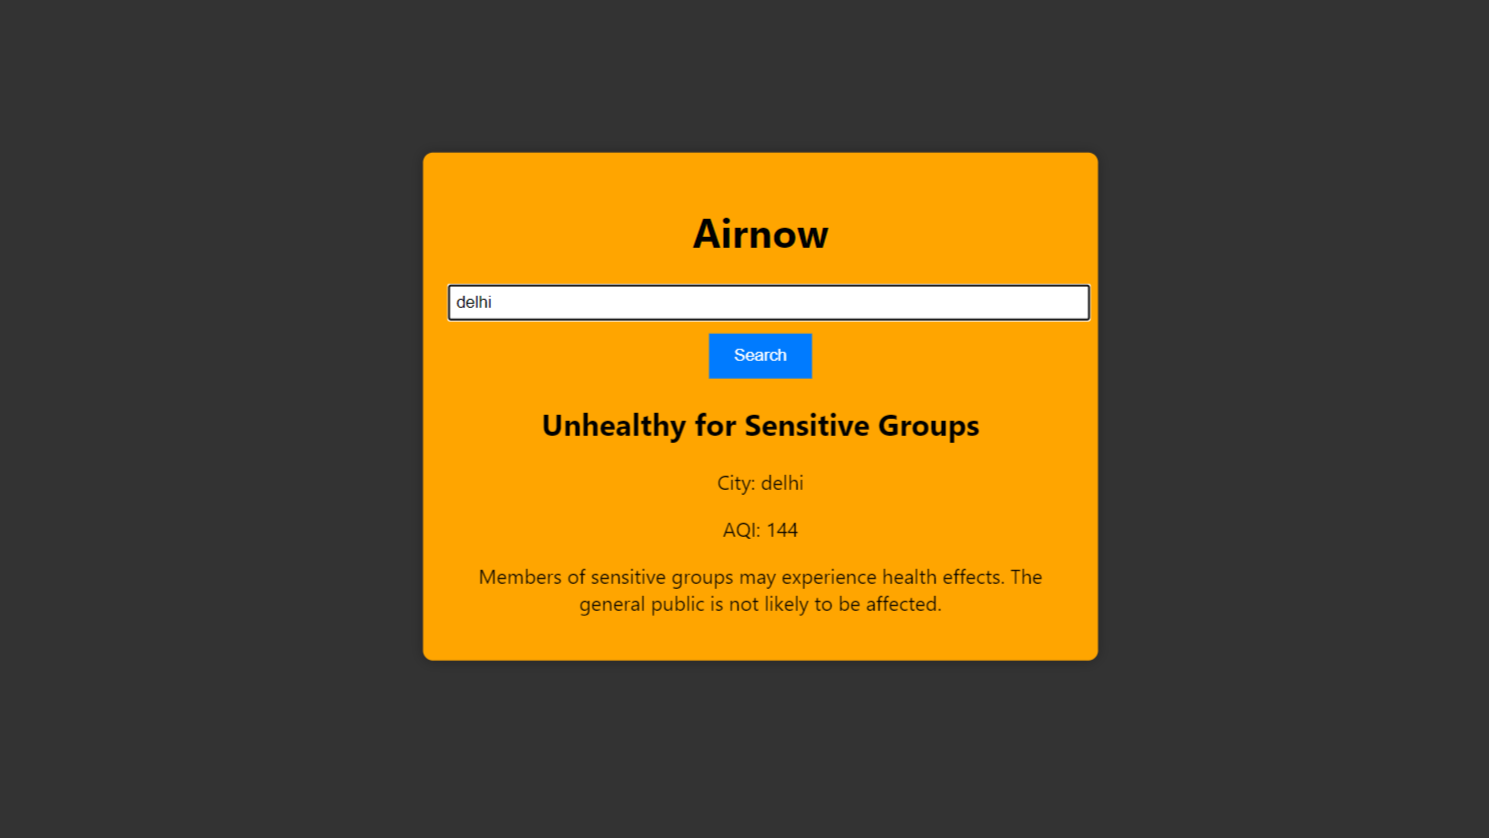 Airnow
delhi
Search
Unhealthy for Sensitive Groups
City: delhi
AQI: 144
Members of sensitive groups may experience health effects. The
general public is not likely to be affected.